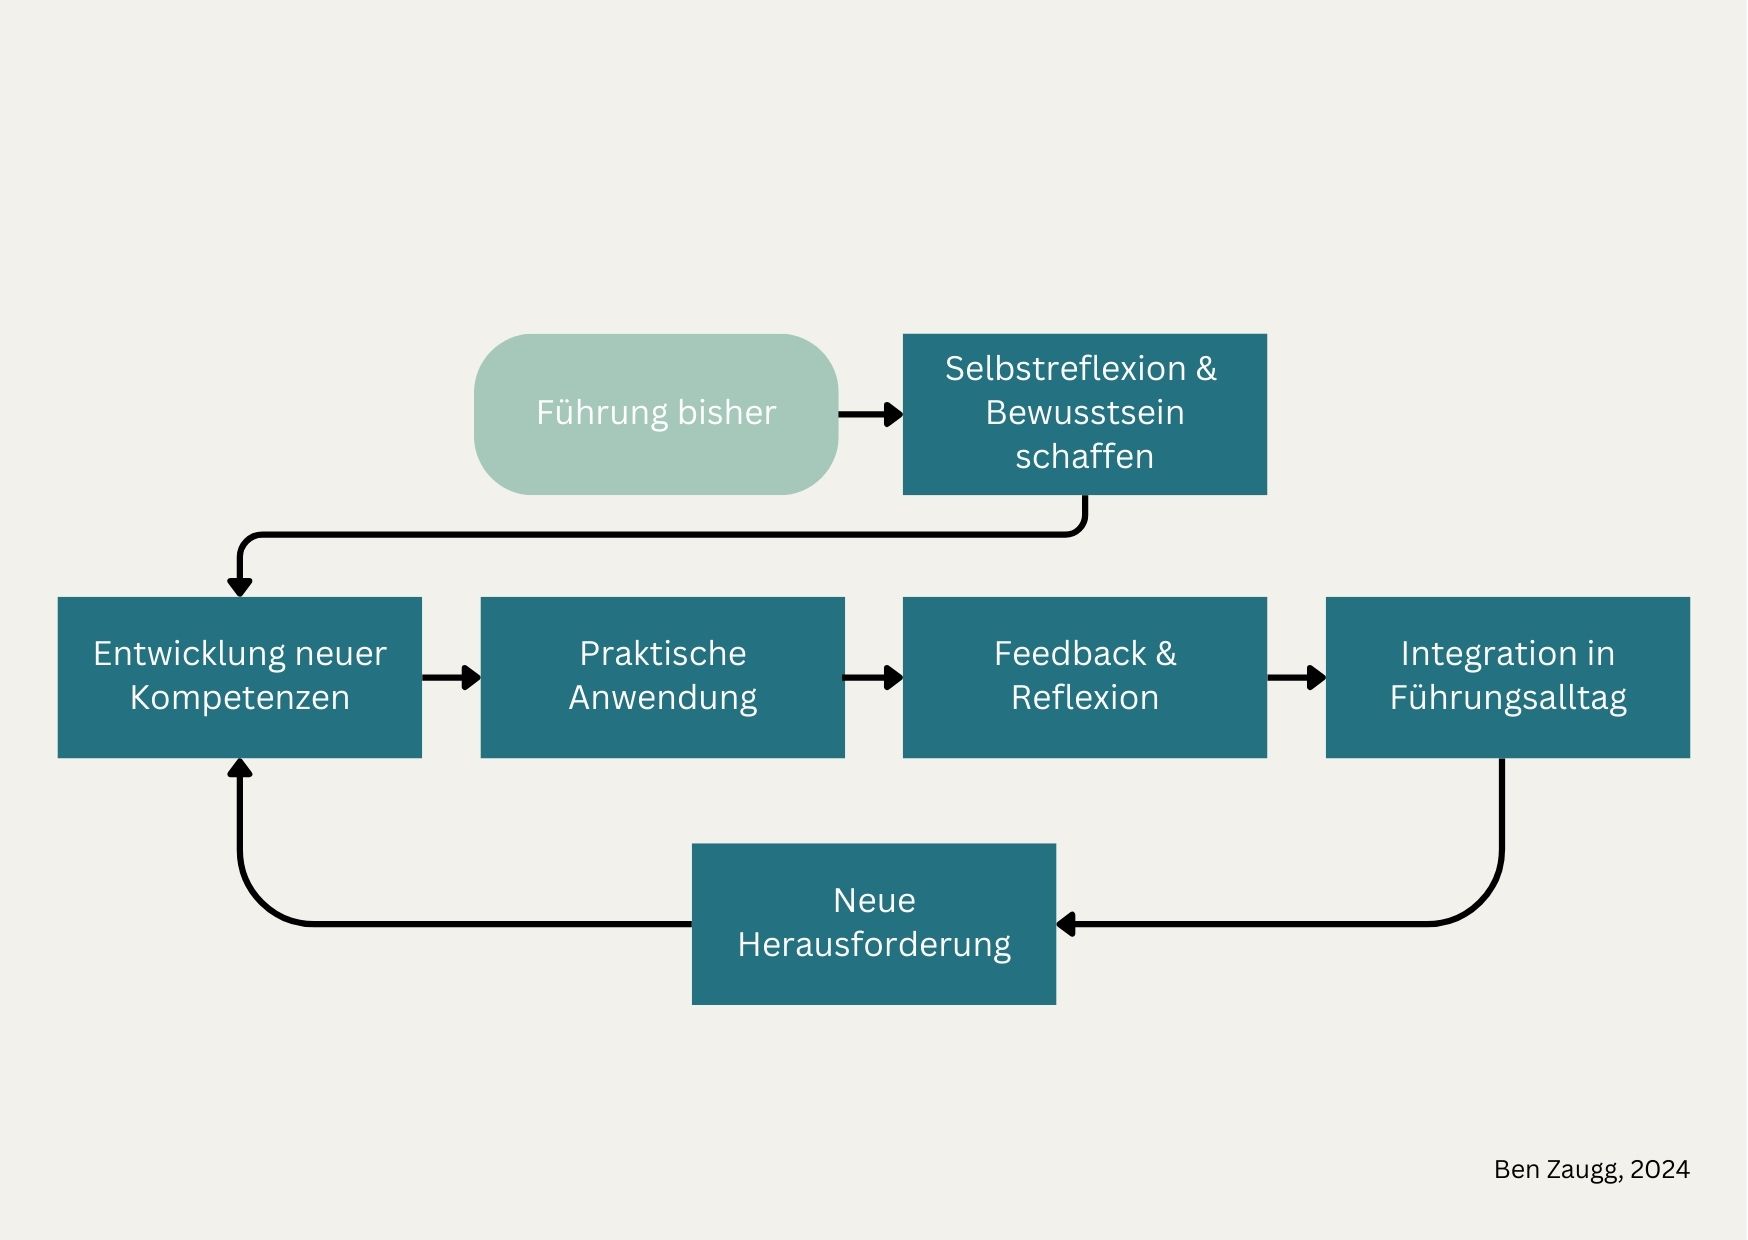 Führung bisher
Selbstreflexion &
Bewusstsein
schaffen
Entwicklung neuer
Kompetenzen
Praktische
Anwendung
Feedback &
Reflexion
Integration in
Führungsalltag
Neue
Herausforderung
Ben Zaugg, 2024